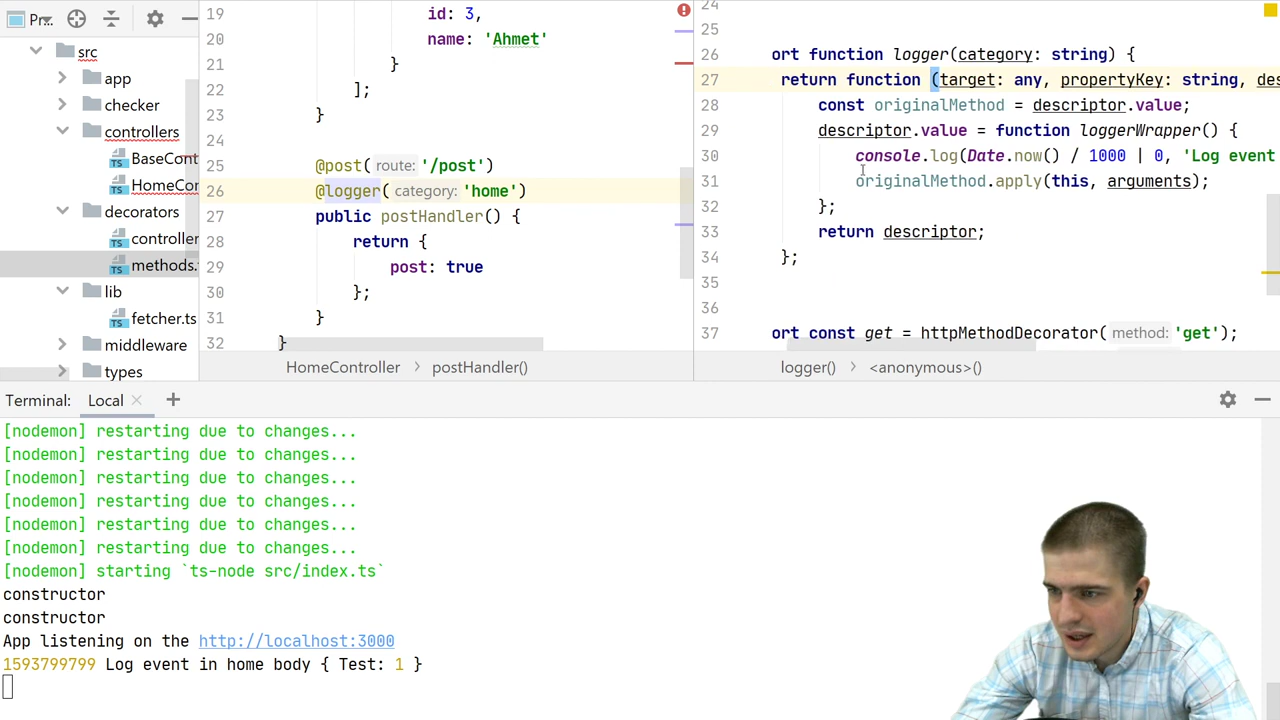 Pr...
src
app
checker
controllers
BaseCont
HomeCor
decorators
controller
methods.t
lib
fetcher.ts
middleware
types
19 id: 3,
20 name: 'Ahmet'
21 }
22 ];
23 }
24
25 @post( route: '/post')
26 @logger( category: 'home')
27 public postHandler() {
28 return {
29 post: true
30 };
31 }
32 }
HomeController > postHandler()
24
25
26 ort function logger(category: string) {
27 return function (target: any, propertyKey: string, des
28 const originalMethod = descriptor.value;
29 descriptor.value = function loggerWrapper() {
30 console.log(Date.now() / 1000 | 0, 'Log event
31 originalMethod.apply(this, arguments);
32 };
33 return descriptor;
34 };
35
36
37 ort const get = httpMethodDecorator( method: 'get');
logger() > <anonymous>()
Terminal: Local × +
[nodemon] restarting due to changes...
[nodemon] restarting due to changes...
[nodemon] restarting due to changes...
[nodemon] restarting due to changes...
[nodemon] restarting due to changes...
[nodemon] restarting due to changes...
[nodemon] starting `ts-node src/index.ts`
constructor
constructor
App listening on the http://localhost:3000
1593799799 Log event in home body { Test: 1 }